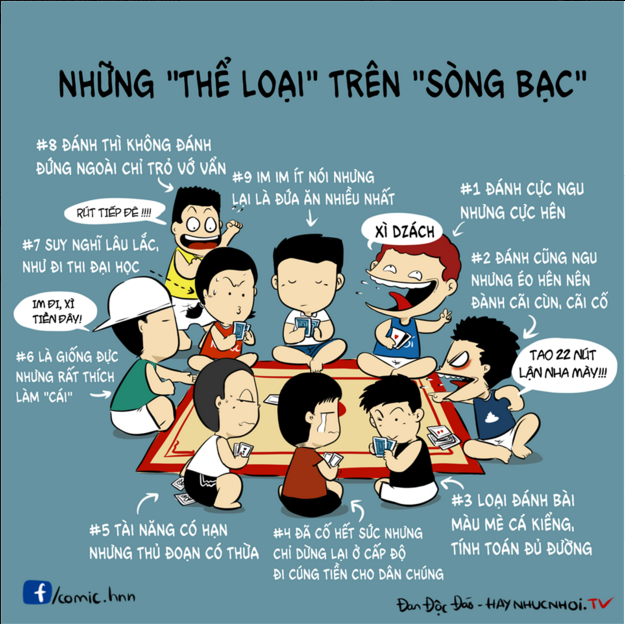 NHỮNG "THỂ LOẠI" TRÊN "SÒNG BẠC"
#8 ĐÁNH THÌ KHÔNG ĐÁNH
ĐỨNG NGOÀI CHỈ TRỎ VỚ VẨN
#9 IM IM ÍT NÓI NHƯNG
LẠI LÀ ĐỨA ĂN NHIỀU NHẤT
#1 ĐÁNH CỰC NGU
NHƯNG CỰC HÊN
RÚT TIẾP ĐÊ !!!!
XÌ DZÁCH
#7 SUY NGHĨ LÂU LẮC,
NHƯ ĐI THI ĐẠI HỌC
#2 ĐÁNH CŨNG NGU
NHƯNG ÉO HÊN NÊN
ĐÀNH CÃI CÙN, CÃI CỐ
IM ĐI, XÌ
TIỀN ĐÂY!
TAO 22 NÚT
LẬN NHA MÀY!!!
#6 LÀ GIỐNG ĐỰC
NHƯNG RẤT THÍCH
LÀM "CÁI"
#5 TÀI NĂNG CÓ HẠN
NHƯNG THỦ ĐOẠN CÓ THỪA
#4 ĐÃ CỐ HẾT SỨC NHƯNG
CHỈ DỪNG LẠI Ở CẤP ĐỘ
ĐI CÚNG TIỀN CHO DÂN CHÚNG
#3 LOẠI ĐÁNH BÀI
MÀU MÈ CÁ KIỂNG,
TÍNH TOÁN ĐỦ ĐƯỜNG
f/comic.hnn
Đan Độc Đáo - HAYNHUCNHOI.TV